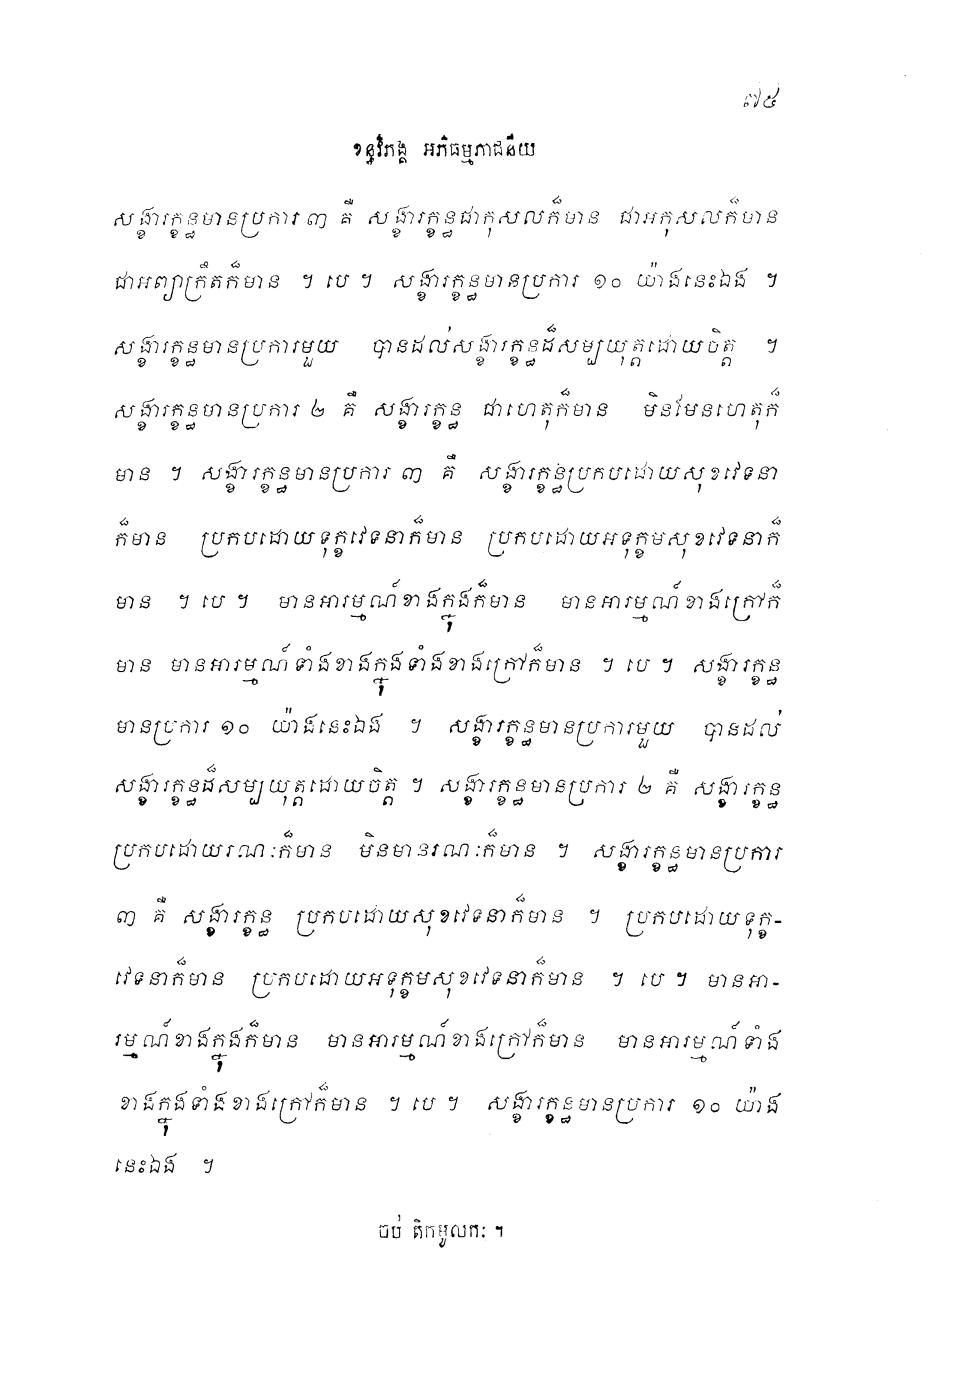 ៧៥
ខន្ធវិភង្គ អភិធម្មភាជនីយ
សង្ខារក្ខន្ធមានប្រការ ៣ គឺ សង្ខារក្ខន្ធជាកុសលក៏មាន ជាអកុសលក៏មាន
ជាអព្យាក្រឹតក៏មាន ។ បេ ។ សង្ខារក្ខន្ធមានប្រការ ១០ យ៉ាងនេះឯង ។
សង្ខារក្ខន្ធមានប្រការមួយ បានដល់សង្ខារក្ខន្ធដ៏សម្បយុត្តដោយចិត្ត ។
សង្ខារក្ខន្ធមានប្រការ ២ គឺ សង្ខារក្ខន្ធ ជាហេតុក៏មាន មិនមែនហេតុក៏
មាន ។ សង្ខារក្ខន្ធមានប្រការ ៣ គឺ សង្ខារក្ខន្ធប្រកបដោយសុខវេទនា
ក៏មាន ប្រកបដោយទុក្ខវេទនាក៏មាន ប្រកបដោយអទុក្ខមសុខវេទនាក៏
មាន ។ បេ ។ មានអារម្មណ៍ខាងក្នុងក៏មាន មានអារម្មណ៍ខាងក្រៅក៏
មាន មានអារម្មណ៍ទាំងខាងក្នុងទាំងខាងក្រៅក៏មាន ។ បេ ។ សង្ខារក្ខន្ធ
មានប្រការ ១០ យ៉ាងនេះឯង ។ សង្ខារក្ខន្ធមានប្រការមួយ បានដល់
សង្ខារក្ខន្ធដ៏សម្បយុត្តដោយចិត្ត ។ សង្ខារក្ខន្ធមានប្រការ ២ គឺ សង្ខារក្ខន្ធ
ប្រកបដោយរណៈក៏មាន មិនមានរណៈក៏មាន ។ សង្ខារក្ខន្ធមានប្រការ
៣ គឺ សង្ខារក្ខន្ធ ប្រកបដោយសុខវេទនាក៏មាន ។ ប្រកបដោយទុក្ខ-
វេទនាក៏មាន ប្រកបដោយអទុក្ខមសុខវេទនាក៏មាន ។ បេ ។ មានអា-
រម្មណ៍ខាងក្នុងក៏មាន មានអារម្មណ៍ខាងក្រៅក៏មាន មានអារម្មណ៍ទាំង
ខាងក្នុងទាំងខាងក្រៅក៏មាន ។ បេ ។ សង្ខារក្ខន្ធមានប្រការ ១០ យ៉ាង
នេះឯង ។
ចប់ តិកមូលកៈ ។